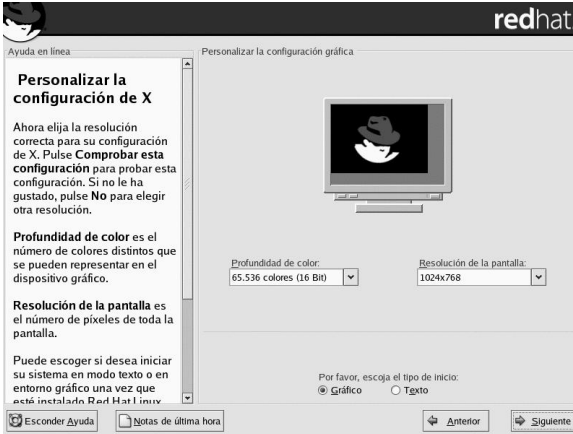 redhat
Ayuda en línea
Personalizar la
configuración de X
Ahora elija la resolución
correcta para su configuración
de X. Pulse Comprobar esta
configuración para probar esta
configuración. Si no le ha
gustado, pulse No para elegir
otra resolución.
Profundidad de color es el
número de colores distintos que
se pueden representar en el
dispositivo gráfico.
Resolución de la pantalla es
el número de píxeles de toda la
pantalla.
Puede escoger si desea iniciar
su sistema en modo texto o en
entorno gráfico una vez que
esté instalado Red Hat Linux
Personalizar la configuración gráfica
Profundidad de color:
65.536 colores (16 Bit)
Resolución de la pantalla:
1024x768
Por favor, escoja el tipo de inicio:
Gráfico
Texto
Esconder Ayuda
Notas de última hora
Anterior
Siguiente